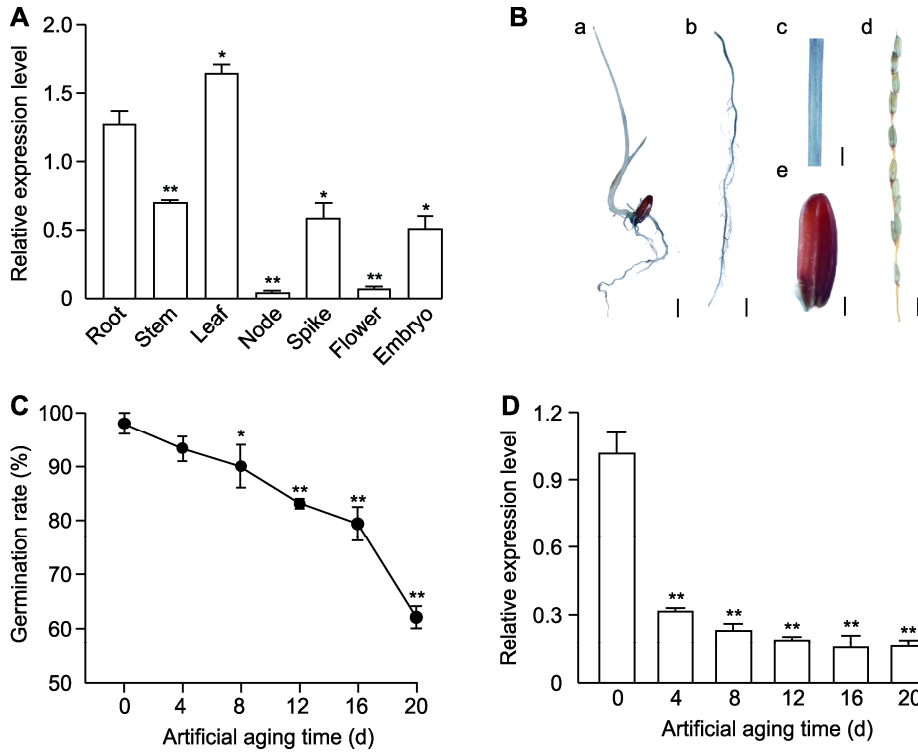 A
Relative expression level
2.0
1.5
1.0
0.5
0
*
**
*
**
*
**
*
Root
Stem
Leaf
Node
Spike
Flower
Embryo
B
a
b
c
d
e
C
Germination rate (%)
100
90
80
70
60
50
*
**
**
**
0 4 8 12 16 20
Artificial aging time (d)
D
Relative expression level
1.2
0.9
0.6
0.3
0
**
**
**
**
**
0 4 8 12 16 20
Artificial aging time (d)